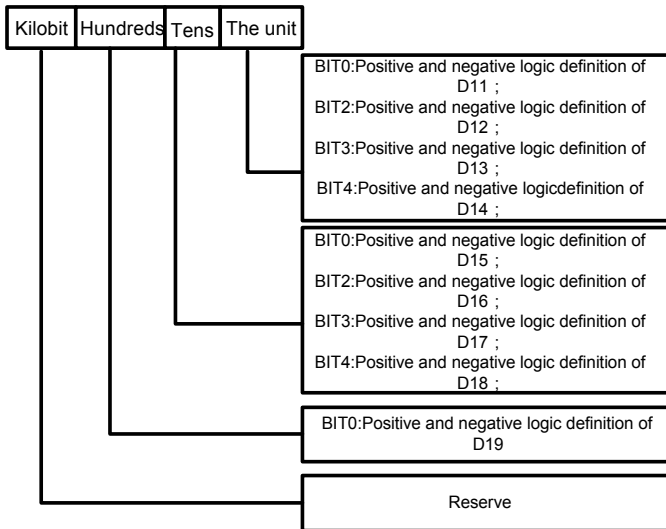 Kilobit Hundreds Tens The unit
BIT0:Positive and negative logic definition of
D11 ;
BIT2:Positive and negative logic definition of
D12 ;
BIT3:Positive and negative logic definition of
D13 ;
BIT4:Positive and negative logicdefinition of
D14 ;
BIT0:Positive and negative logic definition of
D15 ;
BIT2:Positive and negative logic definition of
D16 ;
BIT3:Positive and negative logic definition of
D17 ;
BIT4:Positive and negative logic definition of
D18 ;
BIT0:Positive and negative logic definition of
D19
Reserve